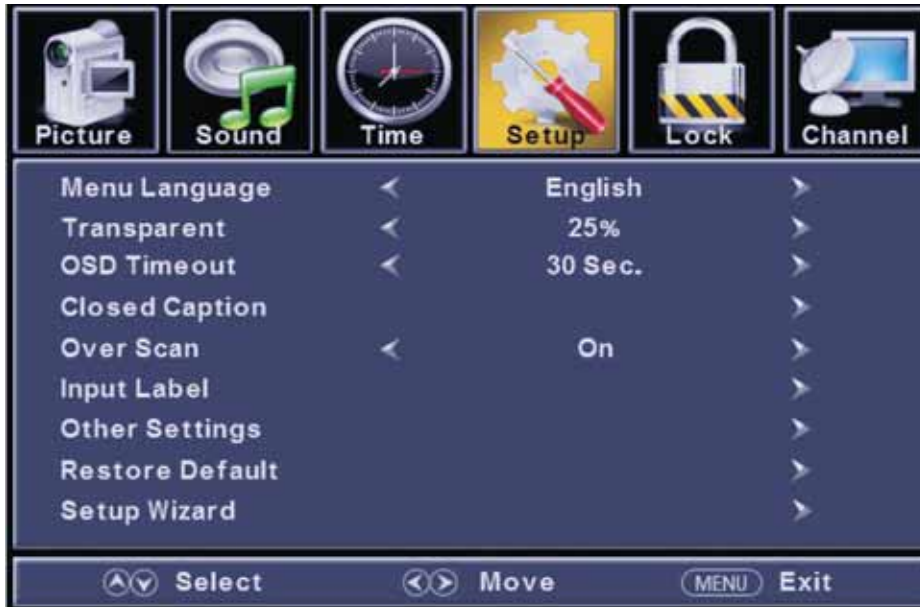 Picture Sound Time Setup Lock Channel
Menu Language English
Transparent 25%
OSD Timeout 30 Sec.
Closed Caption
Over Scan On
Input Label
Other Settings
Restore Default
Setup Wizard
Select Move MENU Exit